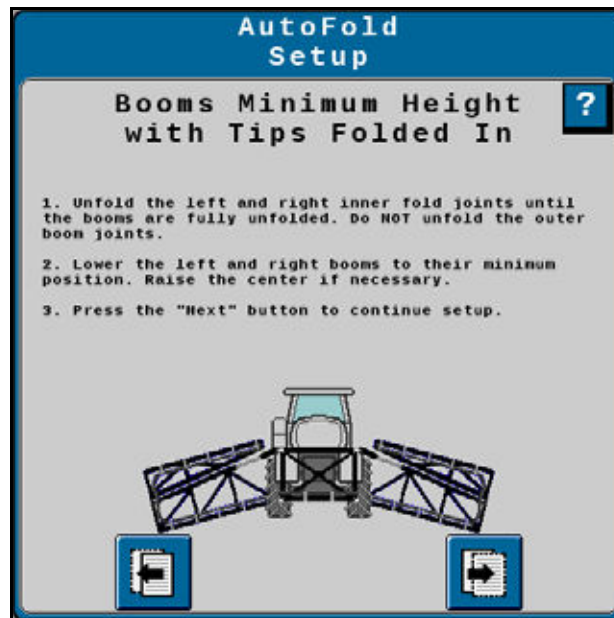 AutoFold
Setup
Booms Minimum Height
with Tips Folded In
?
1. Unfold the left and right inner fold joints until
the booms are fully unfolded. Do NOT unfold the outer
boom joints.
2. Lower the left and right booms to their minimum
position. Raise the center if necessary.
3. Press the "Next" button to continue setup.